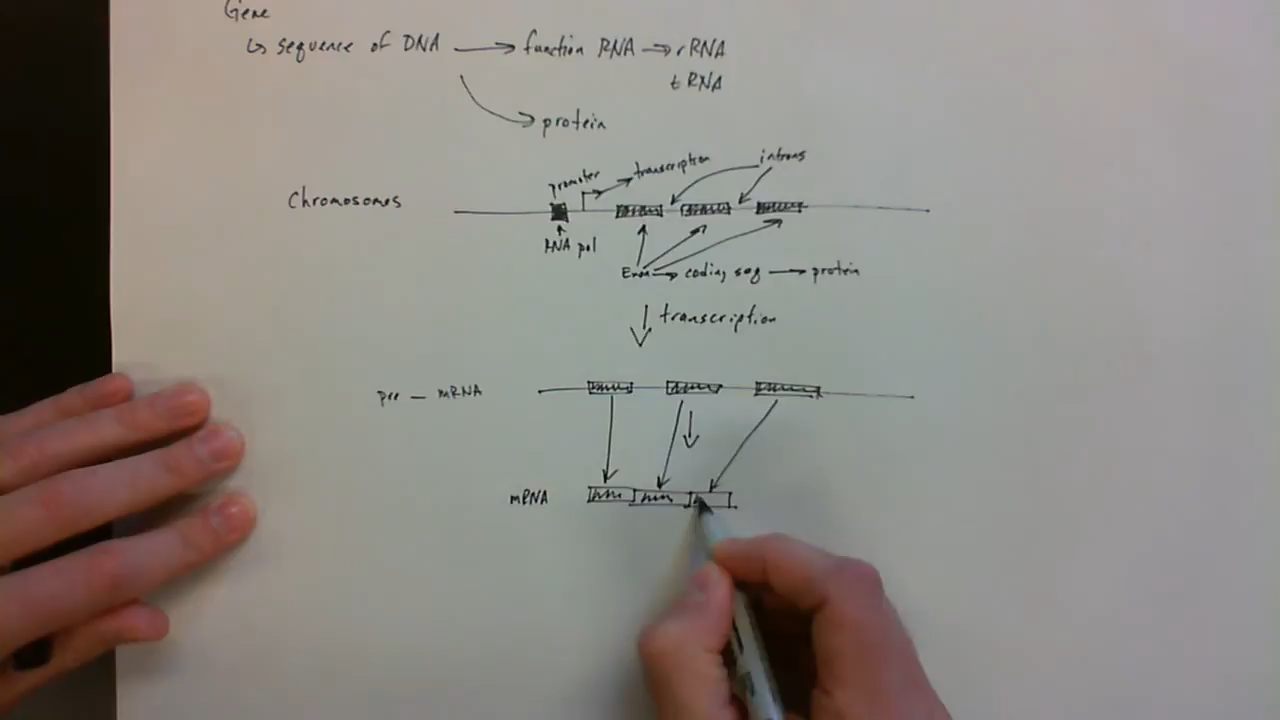 Gene
↳ sequence of DNA → function RNA → rRNA
tRNA
→ protein
promoter → transcription introns
Chromosomes
RNA pol
Exon → coding seq → protein
↓ transcription
pre - mRNA
mRNA